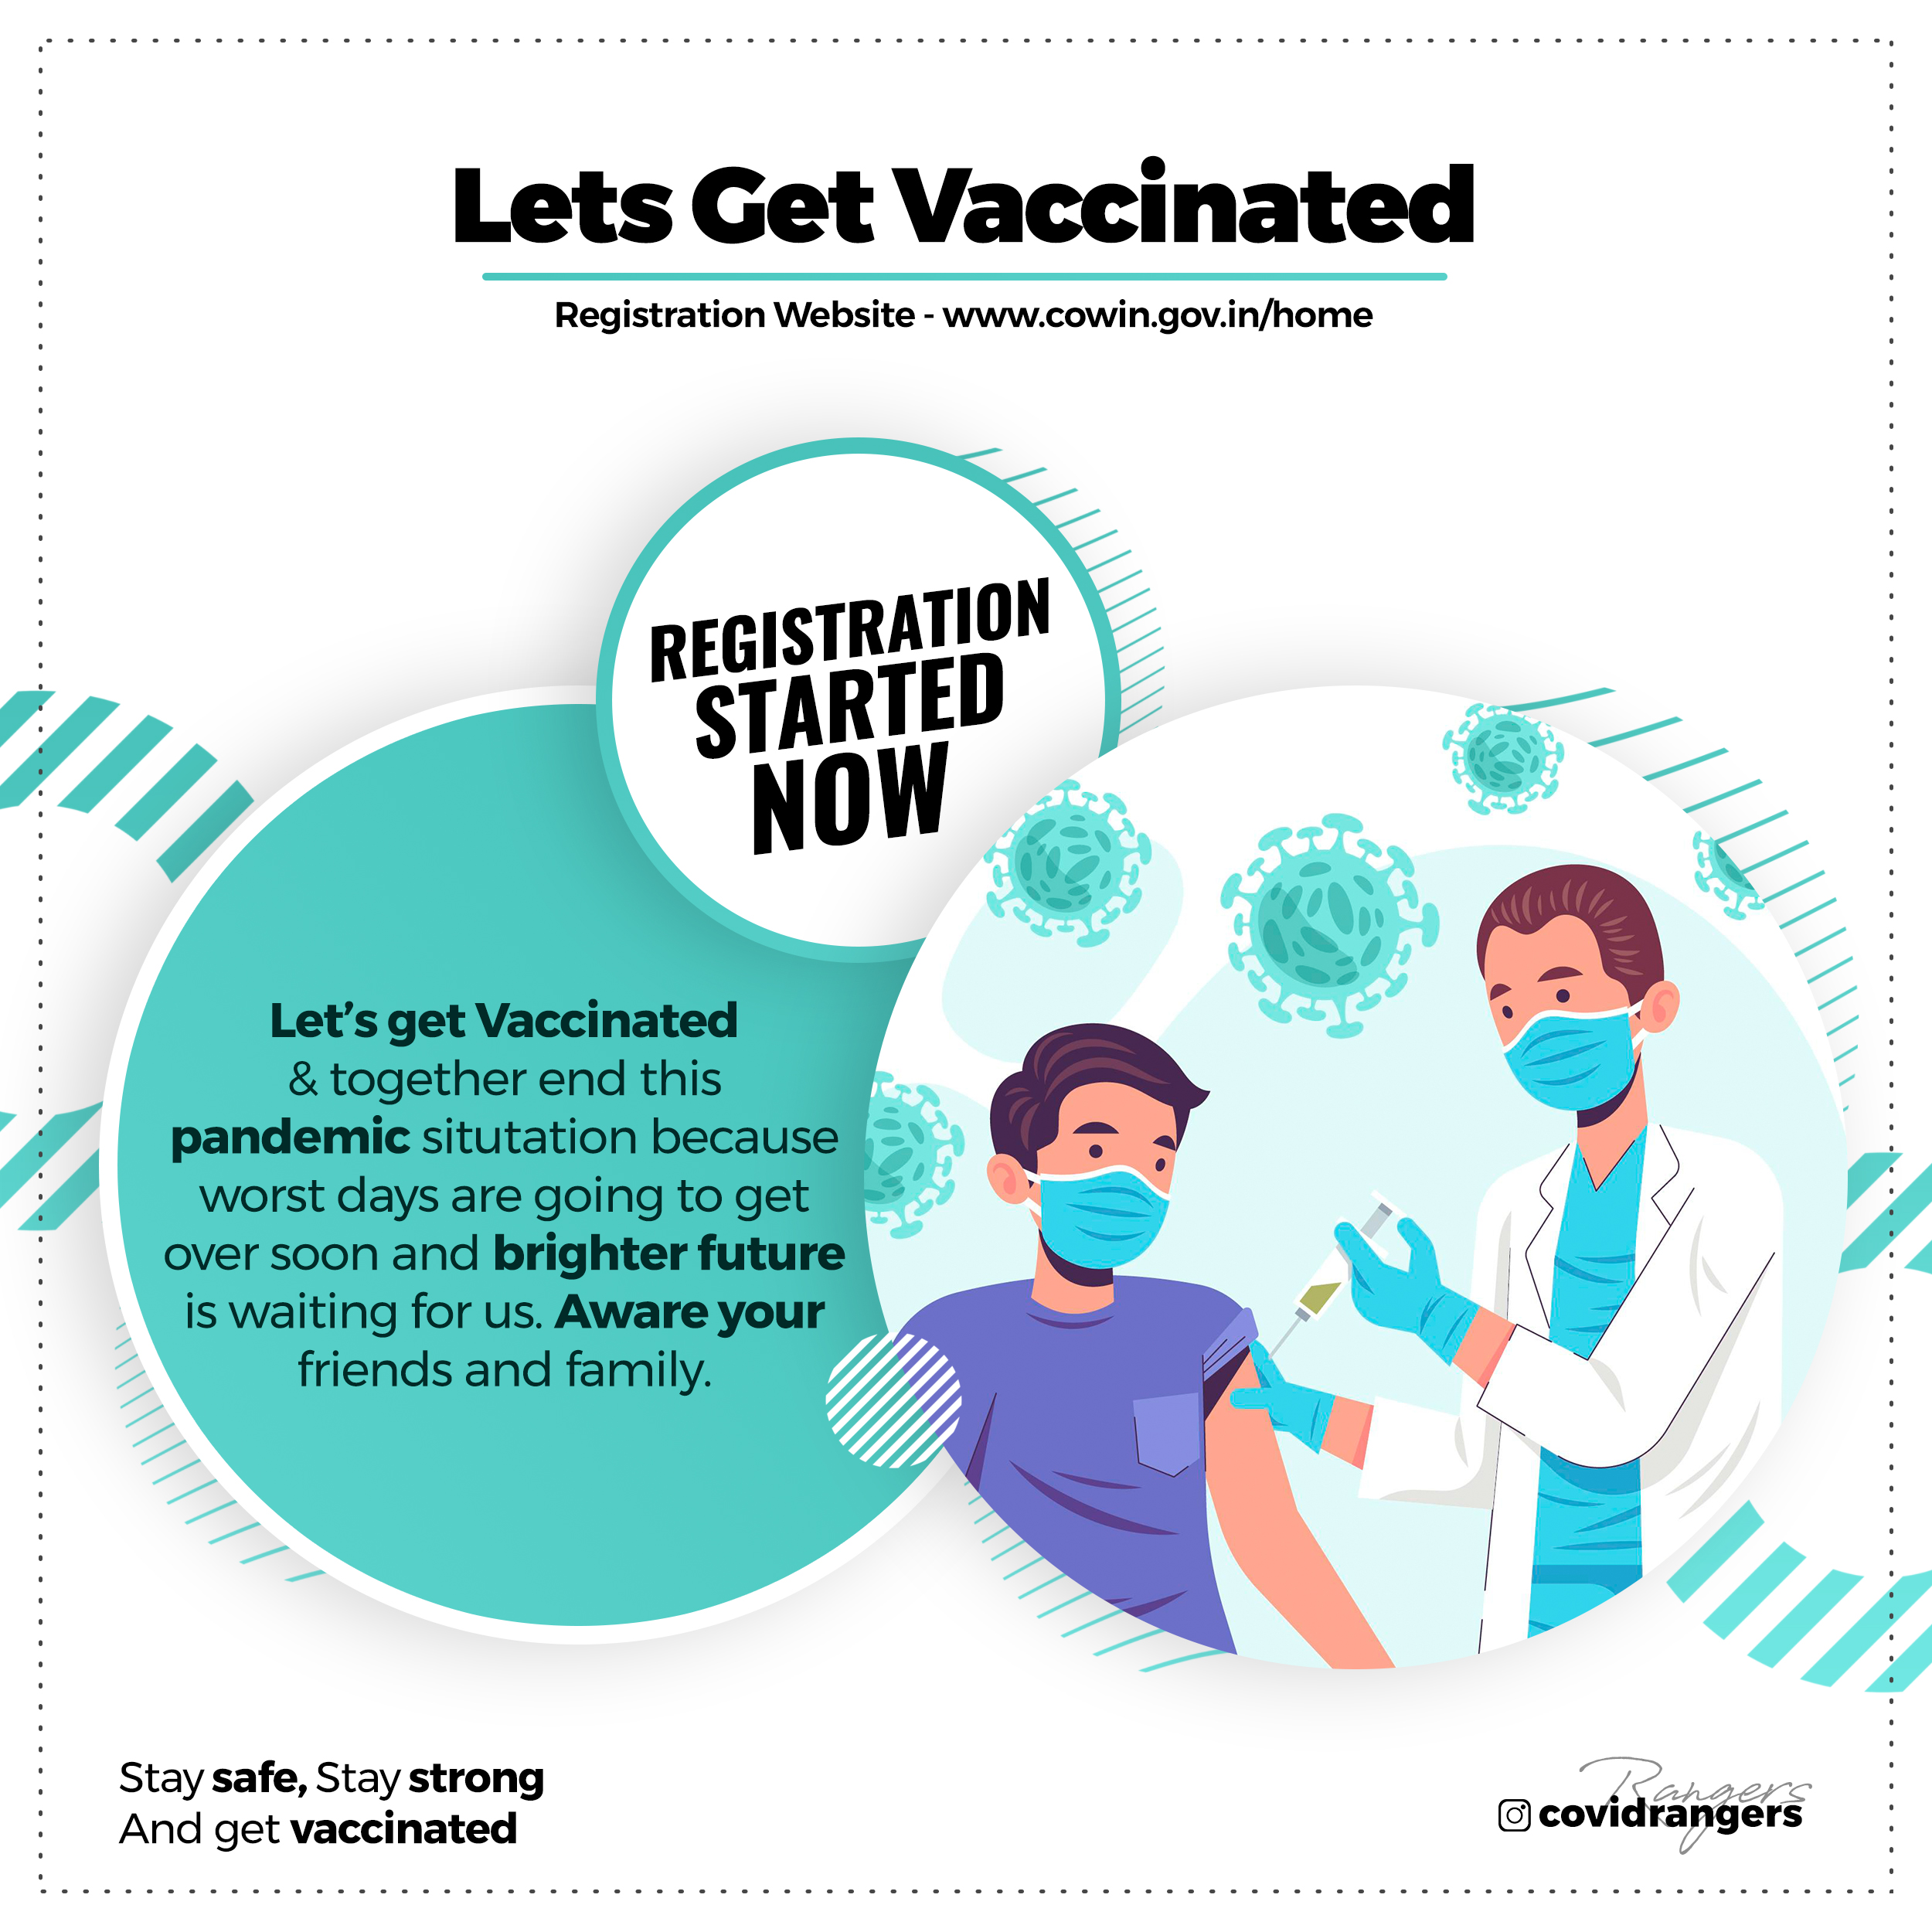 Lets Get Vaccinated
Registration Website - www.cowin.gov.in/home
REGISTRATION
STARTED
NOW
Let's get Vaccinated
& together end this
pandemic situtation because
worst days are going to get
over soon and brighter future
is waiting for us. Aware your
friends and family.
Stay safe, Stay strong
And get vaccinated
Rangers
covidrangers